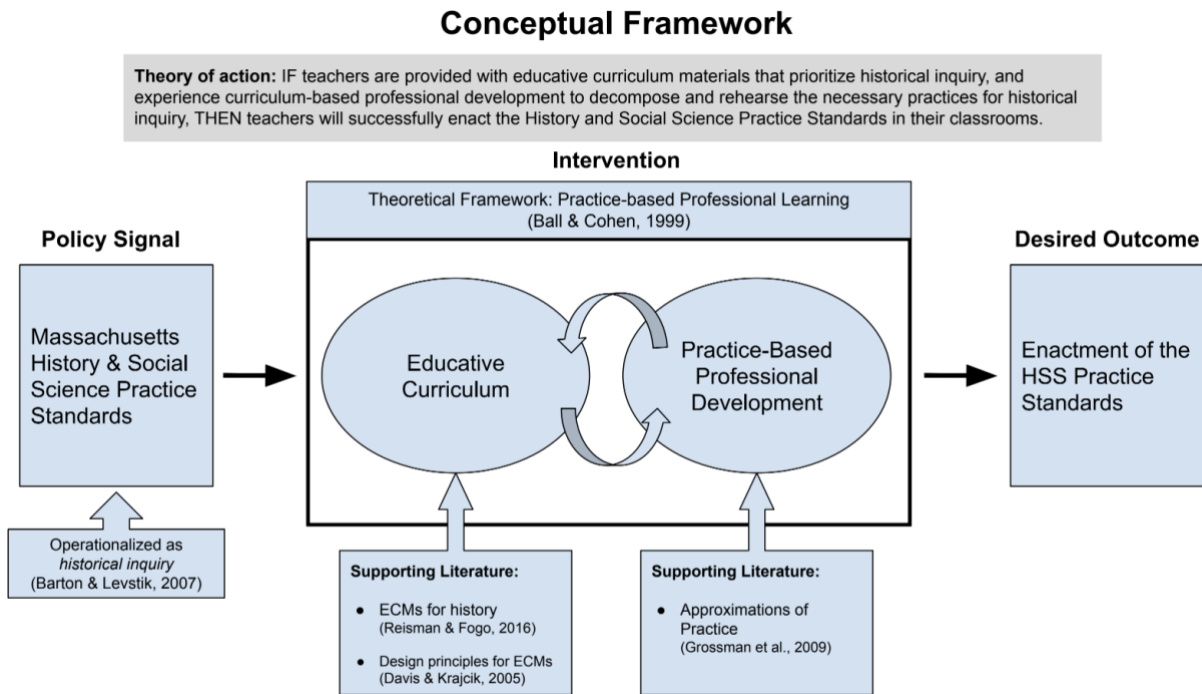 Conceptual Framework
Theory of action: IF teachers are provided with educative curriculum materials that prioritize historical inquiry, and
experience curriculum-based professional development to decompose and rehearse the necessary practices for historical
inquiry, THEN teachers will successfully enact the History and Social Science Practice Standards in their classrooms.
Intervention
Theoretical Framework: Practice-based Professional Learning
(Ball & Cohen, 1999)
Policy Signal
Massachusetts
History & Social
Science Practice
Standards
Operationalized as
historical inquiry
(Barton & Levstik, 2007)
Educative
Curriculum
Practice-Based
Professional
Development
Desired Outcome
Enactment of the
HSS Practice
Standards
Supporting Literature:
● ECMs for history
(Reisman & Fogo, 2016)
● Design principles for ECMs
(Davis & Krajcik, 2005)
Supporting Literature:
● Approximations of
Practice
(Grossman et al., 2009)